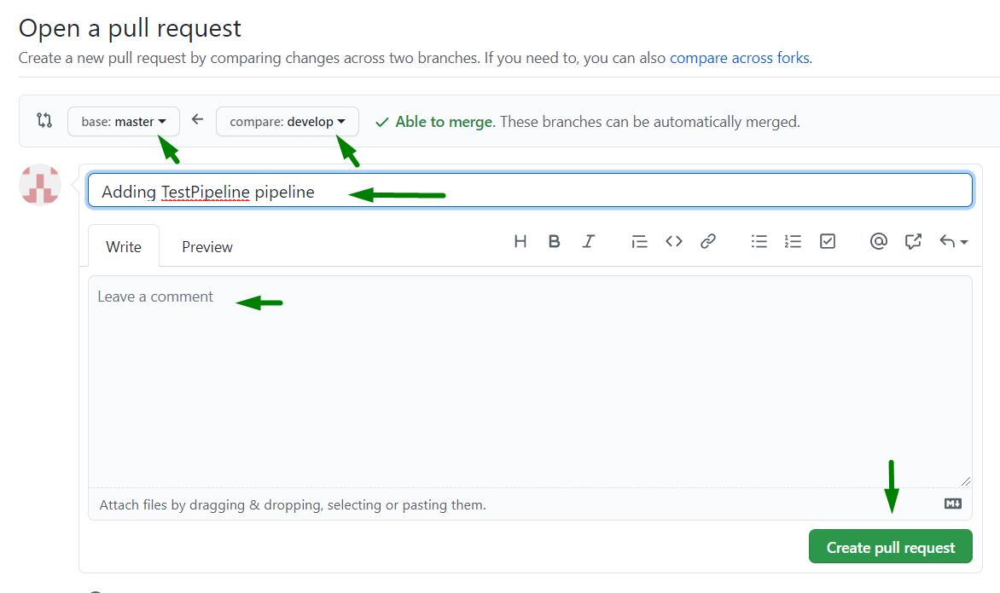 Open a pull request
Create a new pull request by comparing changes across two branches. If you need to, you can also compare across forks.
base: master compare: develop Able to merge. These branches can be automatically merged.
Adding TestPipeline pipeline
Write Preview
Leave a comment
Attach files by dragging & dropping, selecting or pasting them.
Create pull request